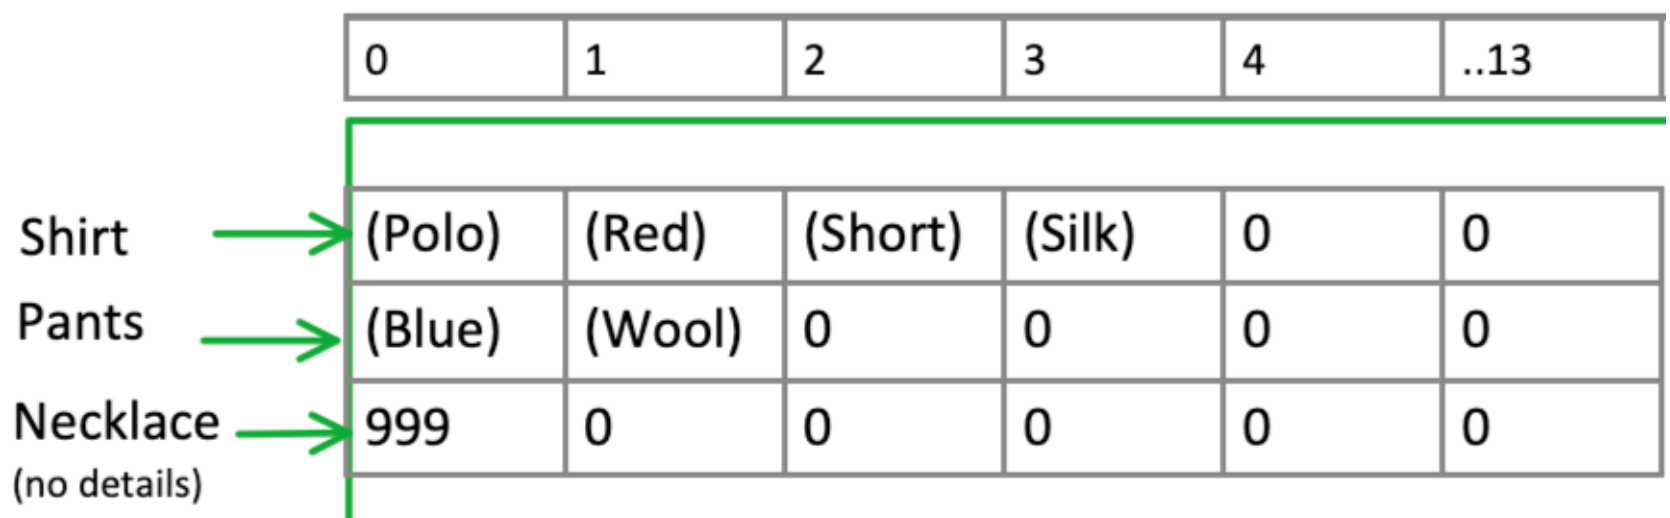 0 1 2 3 4 ..13
Shirt (Polo) (Red) (Short) (Silk) 0 0
Pants (Blue) (Wool) 0 0 0 0
Necklace 999 0 0 0 0 0
(no details)